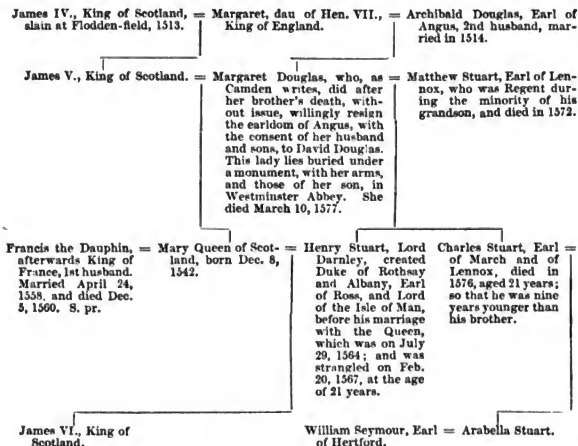 James IV., King of Scotland,
slain at Flodden-field, 1513.
= Margaret, dau of Hen. VII.,
King of England.
= Archibald Douglas, Earl of
Angus, 2nd husband, mar-
ried in 1514.
James V., King of Scotland.
= Margaret Douglas, who, as
Camden writes, did after
her brother's death, with-
out issue, willingly resign
the earldom of Angus, with
the consent of her husband
and sons, to David Douglas.
This lady lies buried under
a monument, with her arms,
and those of her son, in
Westminster Abbey. She
died March 10, 1577.
= Matthew Stuart, Earl of Len-
nox, who was Regent dur-
ing the minority of his
grandson, and died in 1572.
Francis the Dauphin,
afterwards King of
France, 1st husband.
Married April 24,
1558, and died Dec.
5, 1560. S. pr.
= Mary Queen of Scot-
land, born Dec. 8,
1542.
= Henry Stuart, Lord
Darnley, created
Duke of Rothsay
and Albany, Earl
of Ross, and Lord
of the Isle of Man,
before his marriage
with the Queen,
which was on July
29, 1564; and was
strangled on Feb.
20, 1567, at the age
of 21 years.
Charles Stuart, Earl
of March and of
Lennox, died in
1576, aged 21 years;
so that he was nine
years younger than
his brother.
James VI., King of
Scotland.
William Seymour, Earl
of Hertford.
= Arabella Stuart.